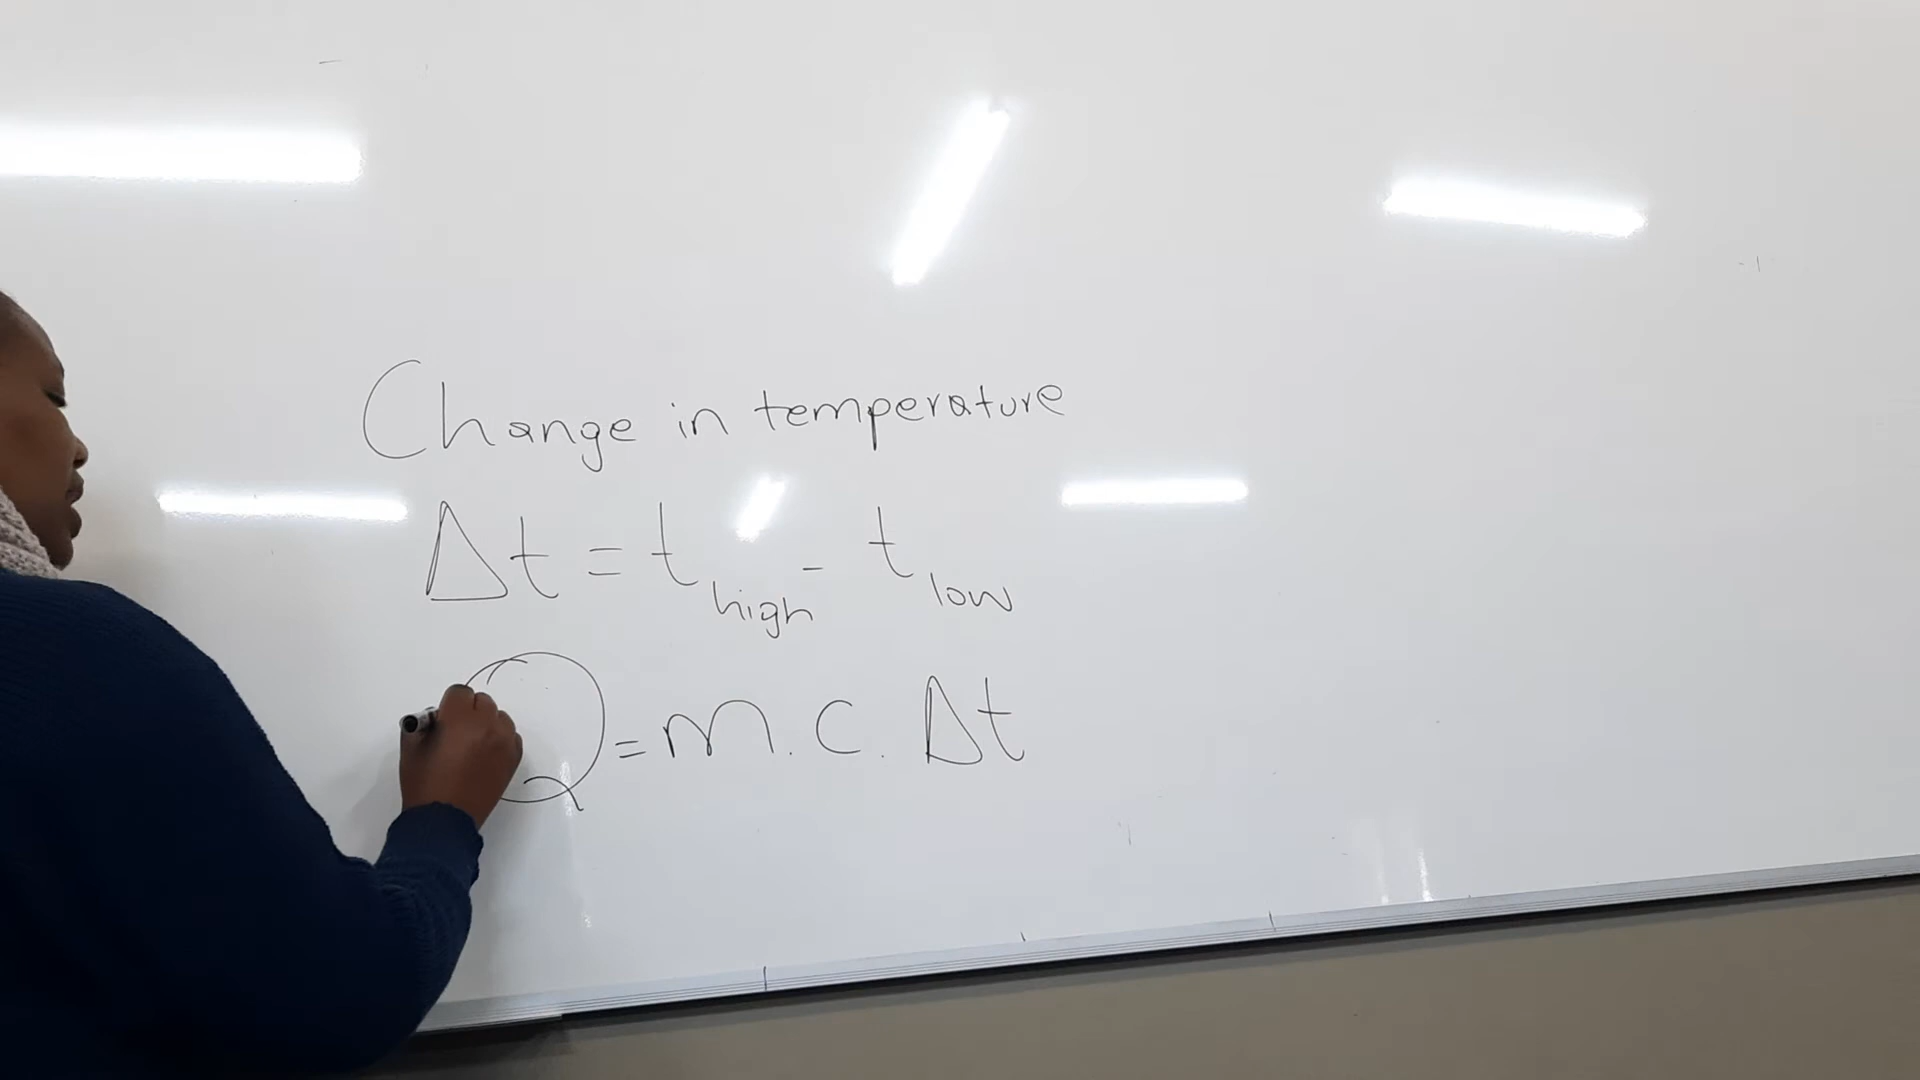 Change in temperature
Δt = t high - t low
Q = m. c. Δt